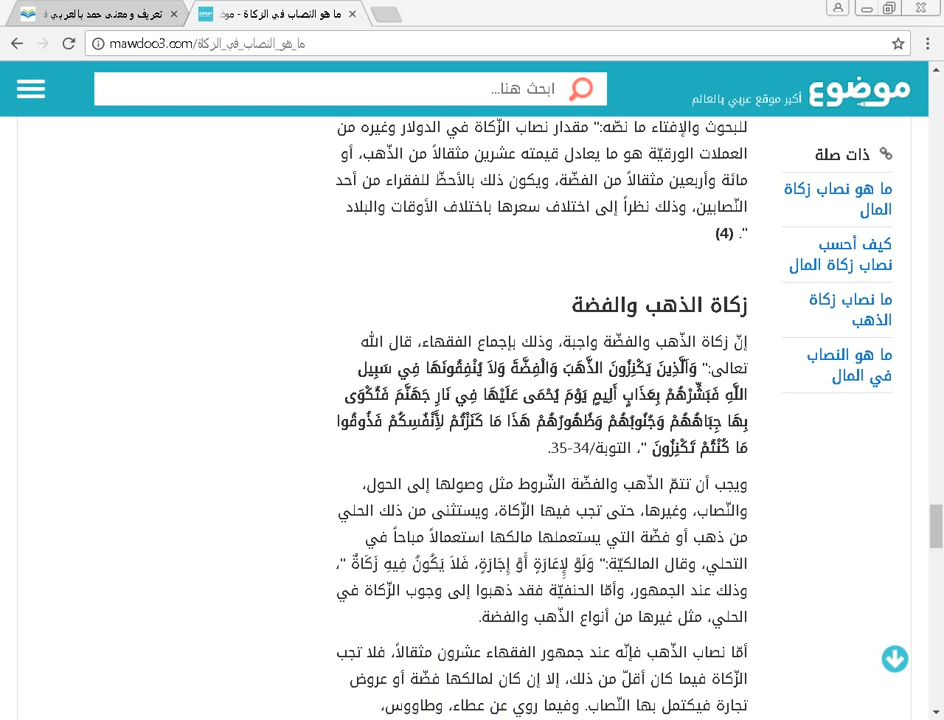 تعريف و معنى حمد بالعربي ف
ما هو النصاب في الزكاة - موض
mawdoo3.com/ما_هو_النصاب_في_الزكاة
موضوع
أكبر موقع عربي بالعالم
ابحث هنا...
ذات صلة
ما هو نصاب زكاة
المال
كيف أحسب
نصاب زكاة المال
ما نصاب زكاة
الذهب
ما هو النصاب
في المال
للبحوث والإفتاء ما نصّه:" مقدار نصاب الزّكاة في الدولار وغيره من
العملات الورقيّة هو ما يعادل قيمته عشرين مثقالاً من الذّهب، أو
مائة وأربعين مثقالاً من الفضّة، ويكون ذلك بالأحظّ للفقراء من أحد
النّصابين، وذلك نظراً إلى اختلاف سعرها باختلاف الأوقات والبلاد
". (4)
زكاة الذهب والفضة
إنّ زكاة الذّهب والفضّة واجبة، وذلك بإجماع الفقهاء، قال الله
تعالى:" وَالَّذِينَ يَكْنِزُونَ الذَّهَبَ وَالْفِضَّةَ وَلاَ يُنْفِقُونَهَا فِي سَبِيلِ
اللَّهِ فَبَشِّرْهُمْ بِعَذَابٍ أَلِيمٍ يَوْمَ يُحْمَى عَلَيْهَا فِي نَارِ جَهَنَّمَ فَتُكْوَى
بِهَا جِبَاهُهُمْ وَجُنُوبُهُمْ وَظُهُورُهُمْ هَذَا مَا كَنَزْتُمْ لأَِنْفُسِكُمْ فَذُوقُوا
مَا كُنْتُمْ تَكْنِزُونَ "، التوبة/34-35.
ويجب أن تتمّ الذّهب والفضّة الشّروط مثل وصولها إلى الحول،
والنّصاب، وغيرها، حتى تجب فيها الزّكاة، ويستثنى من ذلك الحلي
من ذهب أو فضّة التي يستعملها مالكها استعمالاً مباحاً في
التحلي، وقال المالكيّة:" وَلَوْ لإِعَارَةٍ أَوْ إِجَارَةٍ، فَلاَ يَكُونُ فِيهِ زَكَاةٌ "،
وذلك عند الجمهور، وأمّا الحنفيّة فقد ذهبوا إلى وجوب الزّكاة في
الحلي، مثل غيرها من أنواع الذّهب والفضة.
أمّا نصاب الذّهب فإنّه عند جمهور الفقهاء عشرون مثقالاً، فلا تجب
الزّكاة فيما كان أقلّ من ذلك، إلا إن كان لمالكها فضّة أو عروض
تجارة فيكتمل بها النّصاب. وفيما روي عن عطاء، وطاووس،